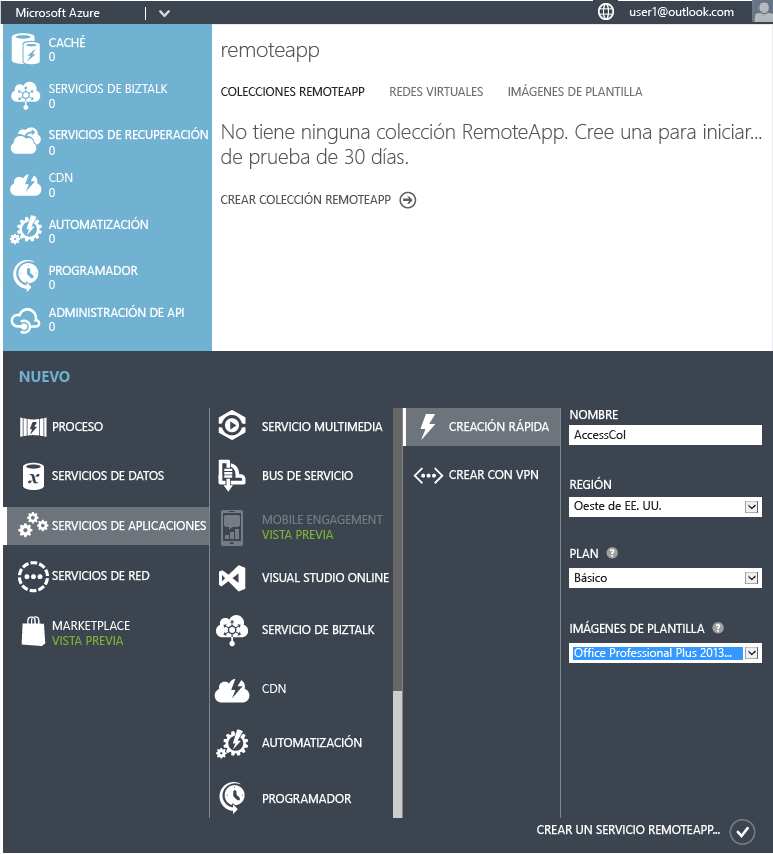 Microsoft Azure
user1@outlook.com
CACHÉ
0
SERVICIOS DE BIZTALK
0
SERVICIOS DE RECUPERACIÓN
0
CDN
0
AUTOMATIZACIÓN
0
PROGRAMADOR
0
ADMINISTRACIÓN DE API
0
remoteapp
COLECCIONES REMOTEAPP
REDES VIRTUALES
IMÁGENES DE PLANTILLA
No tiene ninguna colección RemoteApp. Cree una para iniciar...
de prueba de 30 días.
CREAR COLECCIÓN REMOTEAPP
NUEVO
PROCESO
SERVICIOS DE DATOS
SERVICIOS DE APLICACIONES
SERVICIOS DE RED
MARKETPLACE
VISTA PREVIA
SERVICIO MULTIMEDIA
BUS DE SERVICIO
MOBILE ENGAGEMENT
VISTA PREVIA
VISUAL STUDIO ONLINE
SERVICIO DE BIZTALK
CDN
AUTOMATIZACIÓN
PROGRAMADOR
CREACIÓN RÁPIDA
CREAR CON VPN
NOMBRE
AccessCol
REGIÓN
Oeste de EE. UU.
PLAN ?
Básico
IMÁGENES DE PLANTILLA ?
Office Professional Plus 2013...
CREAR UN SERVICIO REMOTEAPP...